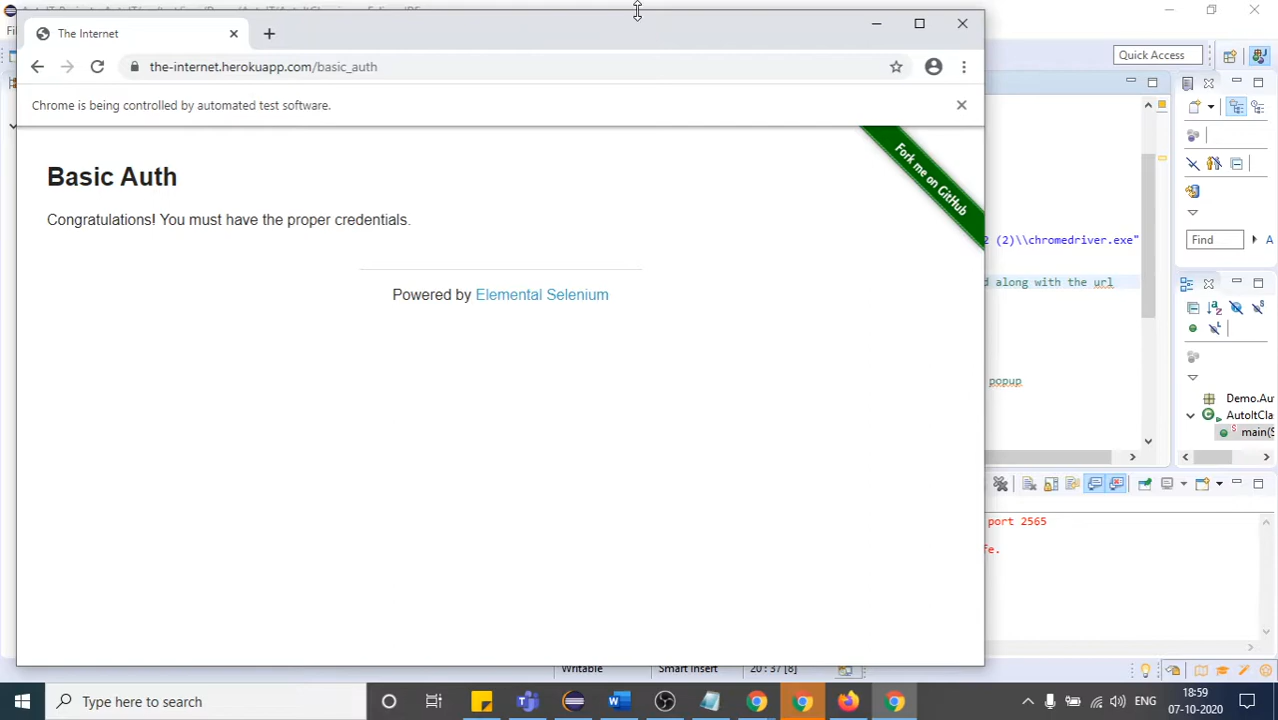 The Internet
Quick Access
the-internet.herokuapp.com/basic_auth
Chrome is being controlled by automated test software.
Fork me on GitHub
Basic Auth
Congratulations! You must have the proper credentials.
2 (2)\\chromedriver.exe"
Find
A
d along with the url
Powered by Elemental Selenium
popup
Demo.Au
AutoItCla
main(S
port 2565
fe.
Writable
Smart Insert
20 : 37 [8]
Type here to search
ENG
18:59
07-10-2020